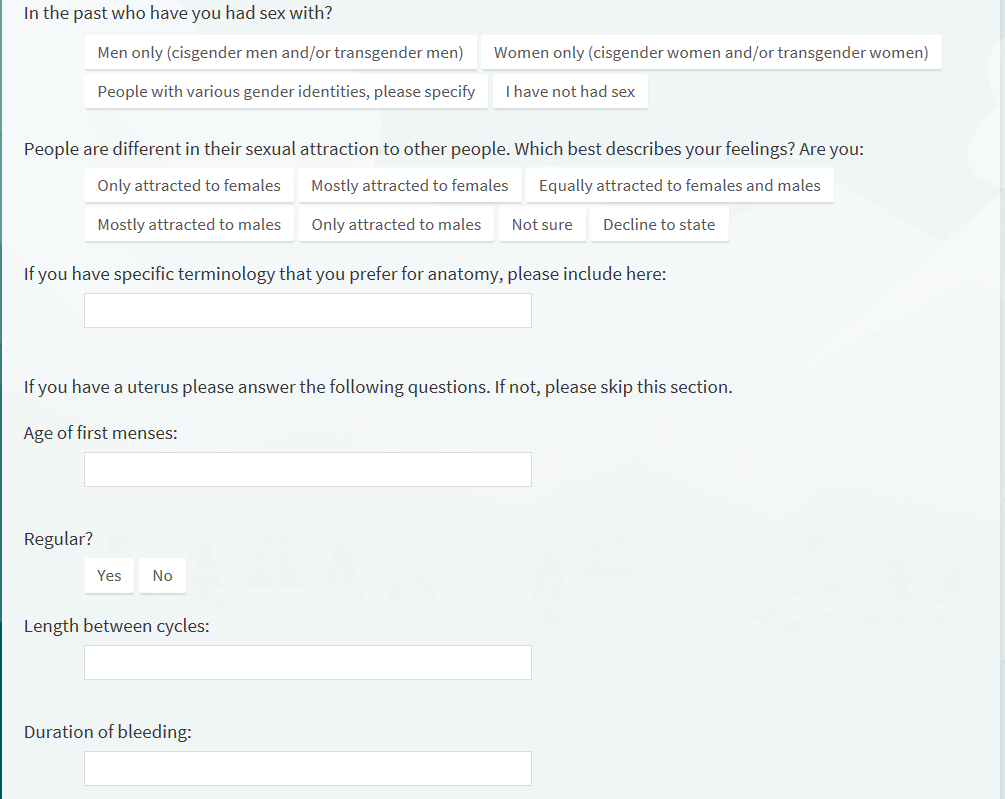 In the past who have you had sex with?
Men only (cisgender men and/or transgender men) Women only (cisgender women and/or transgender women)
People with various gender identities, please specify I have not had sex
People are different in their sexual attraction to other people. Which best describes your feelings? Are you:
Only attracted to females Mostly attracted to females Equally attracted to females and males
Mostly attracted to males Only attracted to males Not sure Decline to state
If you have specific terminology that you prefer for anatomy, please include here:
If you have a uterus please answer the following questions. If not, please skip this section.
Age of first menses:
Regular?
Yes No
Length between cycles:
Duration of bleeding: